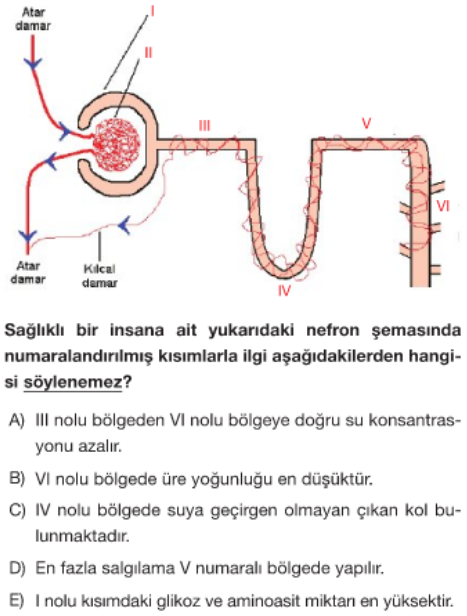 Atar
damar
I
II
III
V
VI
IV
Atar
damar
Kılcal
damar
Sağlıklı bir insana ait yukarıdaki nefron şemasında
numaralandırılmış kısımlarla ilgi aşağıdakilerden hangi-
si söylenemez?
A) III nolu bölgeden VI nolu bölgeye doğru su konsantras-
yonu azalır.
B) VI nolu bölgede üre yoğunluğu en düşüktür.
C) IV nolu bölgede suya geçirgen olmayan çıkan kol bu-
lunmaktadır.
D) En fazla salgılama V numaralı bölgede yapılır.
E) I nolu kısımdaki glikoz ve aminoasit miktarı en yüksektir.